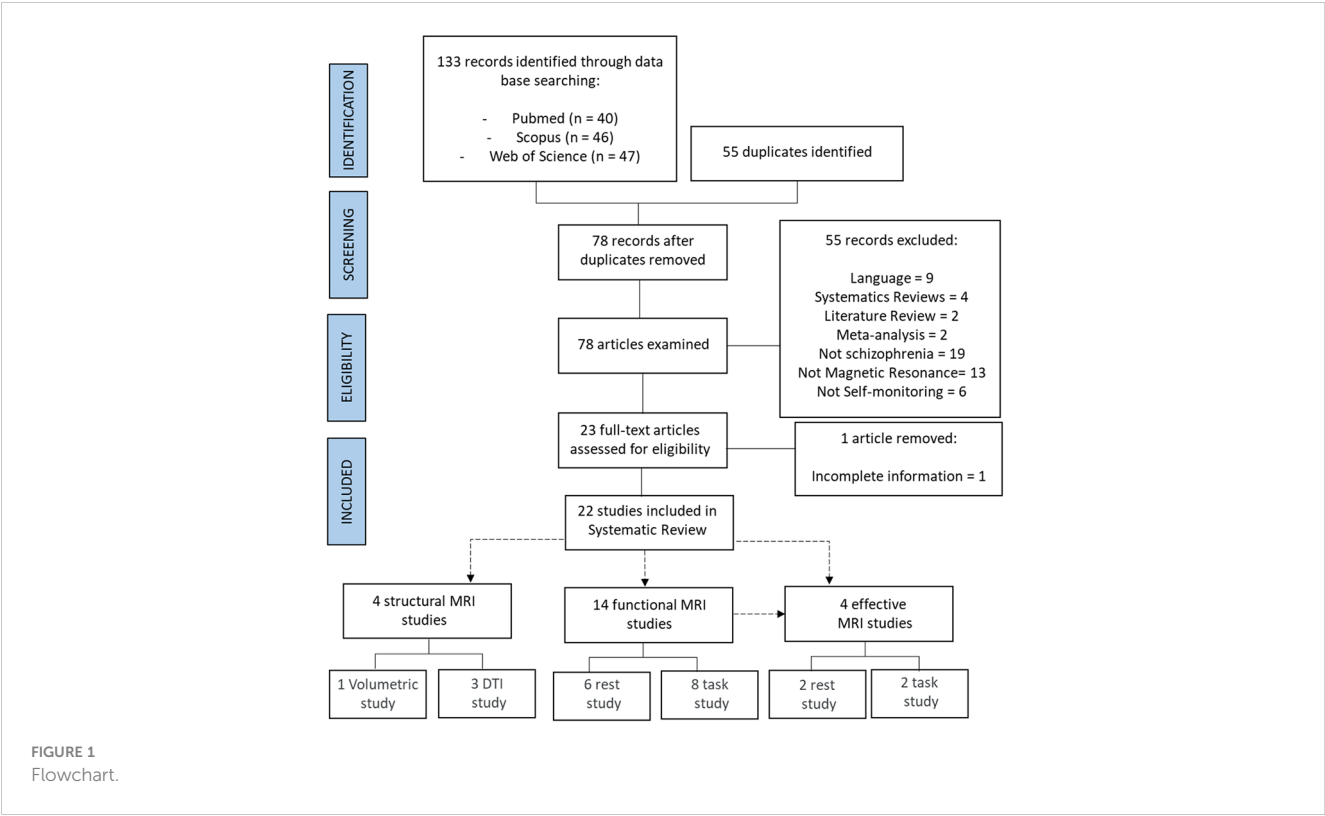 IDENTIFICATION
133 records identified through data
base searching:
- Pubmed (n = 40)
- Scopus (n = 46)
- Web of Science (n = 47)
55 duplicates identified
SCREENING
78 records after
duplicates removed
55 records excluded:
Language = 9
Systematics Reviews = 4
Literature Review = 2
Meta-analysis = 2
Not schizophrenia = 19
Not Magnetic Resonance= 13
Not Self-monitoring = 6
ELIGIBILITY
78 articles examined
23 full-text articles
assessed for eligibility
1 article removed:
Incomplete information = 1
INCLUDED
22 studies included in
Systematic Review
4 structural MRI
studies
14 functional MRI
studies
4 effective
MRI studies
1 Volumetric
study
3 DTI
study
6 rest
study
8 task
study
2 rest
study
2 task
study
FIGURE 1
Flowchart.